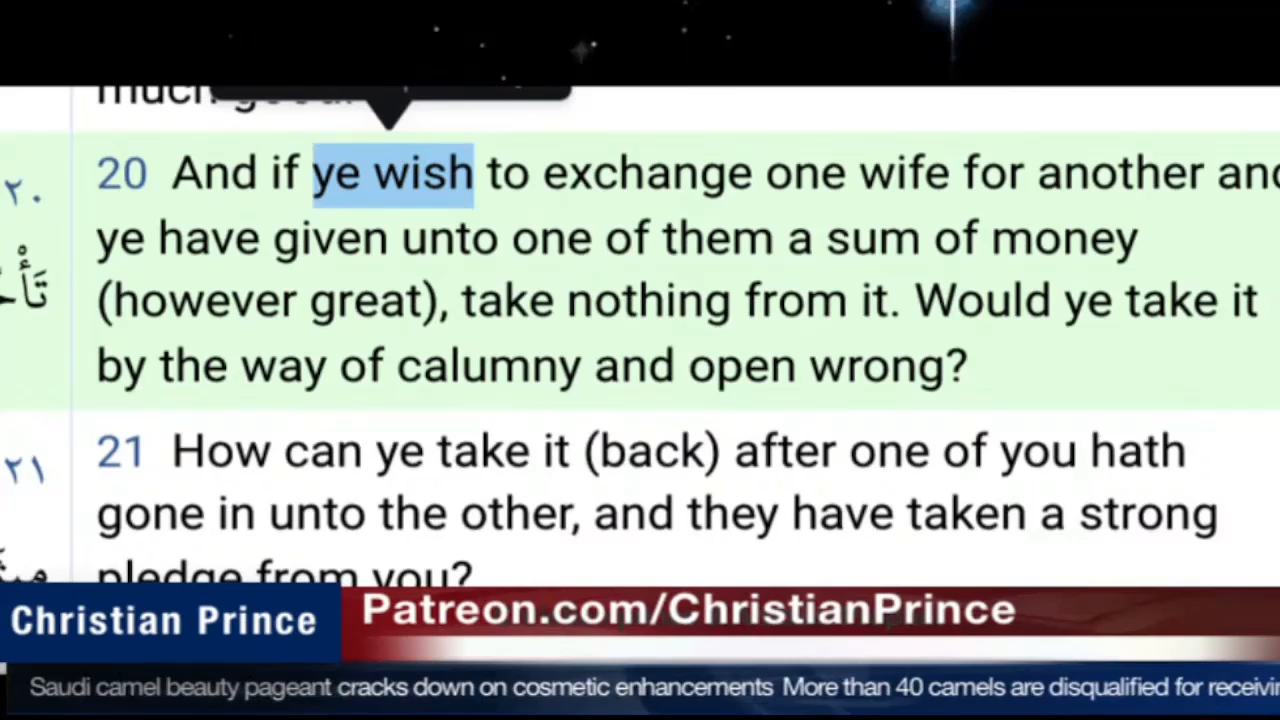 20 And if ye wish to exchange one wife for another and
٢٠
ye have given unto one of them a sum of money
(however great), take nothing from it. Would ye take it
by the way of calumny and open wrong?
21 How can ye take it (back) after one of you hath
٢١
gone in unto the other, and they have taken a strong
pledge from you?
Christian Prince
Patreon.com/ChristianPrince
Saudi camel beauty pageant cracks down on cosmetic enhancements More than 40 camels are disqualified for receivin